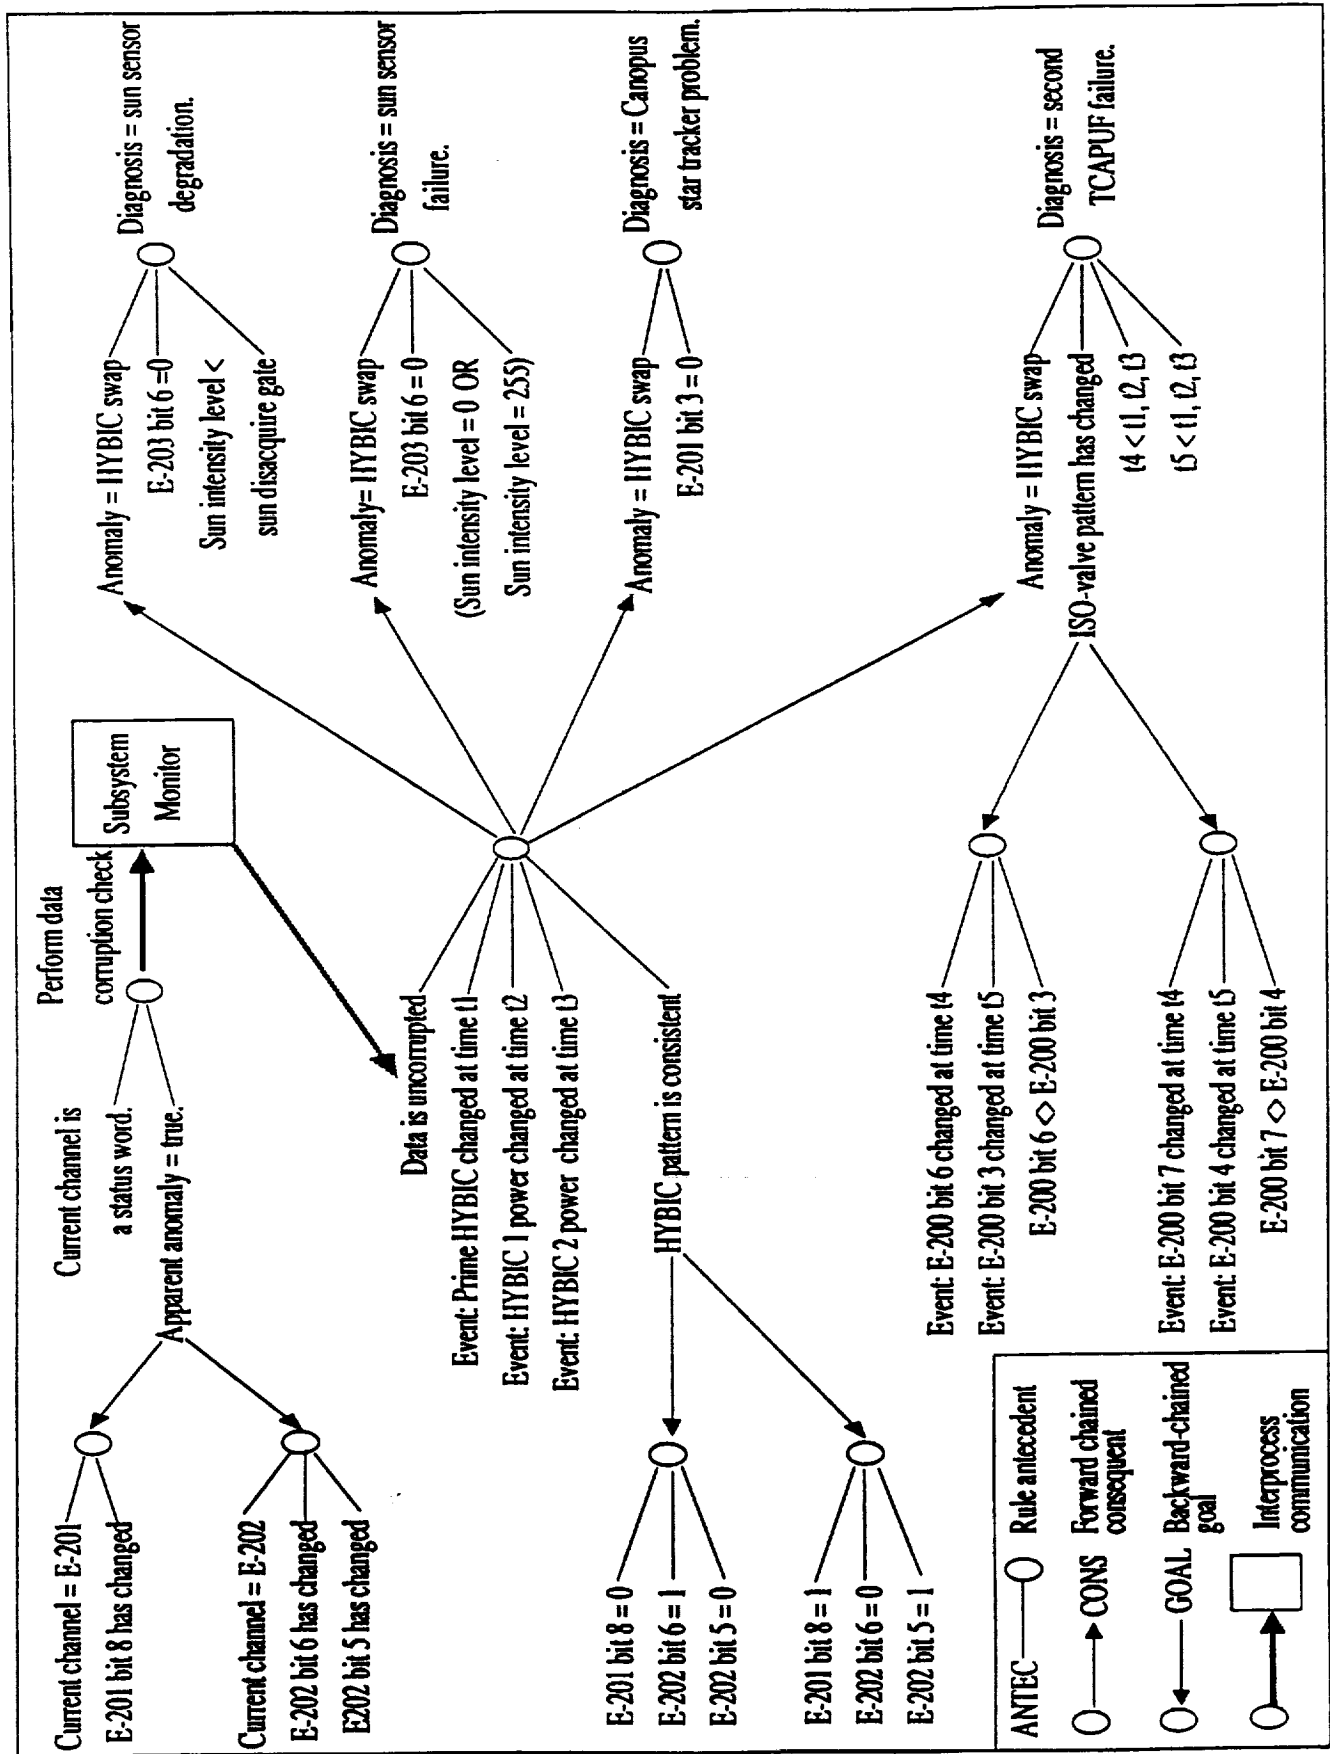 Current channel = E-201
E-201 bit 8 has changed
Current channel = E-202
E-202 bit 6 has changed
E202 bit 5 has changed
Apparent anomaly = true.
Current channel is
a status word.
Perform data
corruption check
Subsystem
Monitor
Data is uncorrupted
Event: Prime HYBIC changed at time t1
Event: HYBIC 1 power changed at time t2
Event: HYBIC 2 power changed at time t3
HYBIC pattern is consistent
E-201 bit 8 = 0
E-202 bit 6 = 1
E-202 bit 5 = 0
E-201 bit 8 = 1
E-202 bit 6 = 0
E-202 bit 5 = 1
Anomaly = HYBIC swap
E-203 bit 6 =0
Sun intensity level <
sun disacquire gate
Diagnosis = sun sensor
degradation.
Anomaly= HYBIC swap
E-203 bit 6 = 0
(Sun intensity level = 0 OR
Sun intensity level = 255)
Diagnosis = sun sensor
failure.
Anomaly = HYBIC swap
E-201 bit 3 = 0
Diagnosis = Canopus
star tracker problem.
Anomaly = HYBIC swap
ISO-valve pattern has changed
t4 < t1, t2, t3
t5 < t1, t2, t3
Diagnosis = second
TCAPUF failure.
Event: E-200 bit 6 changed at time t4
Event: E-200 bit 3 changed at time t5
E-200 bit 6 <> E-200 bit 3
Event: E-200 bit 7 changed at time t4
Event: E-200 bit 4 changed at time t5
E-200 bit 7 <> E-200 bit 4
ANTEC
Rule antecedent
CONS
Forward chained
consequent
GOAL
Backward-chained
goal
Interprocess
communication